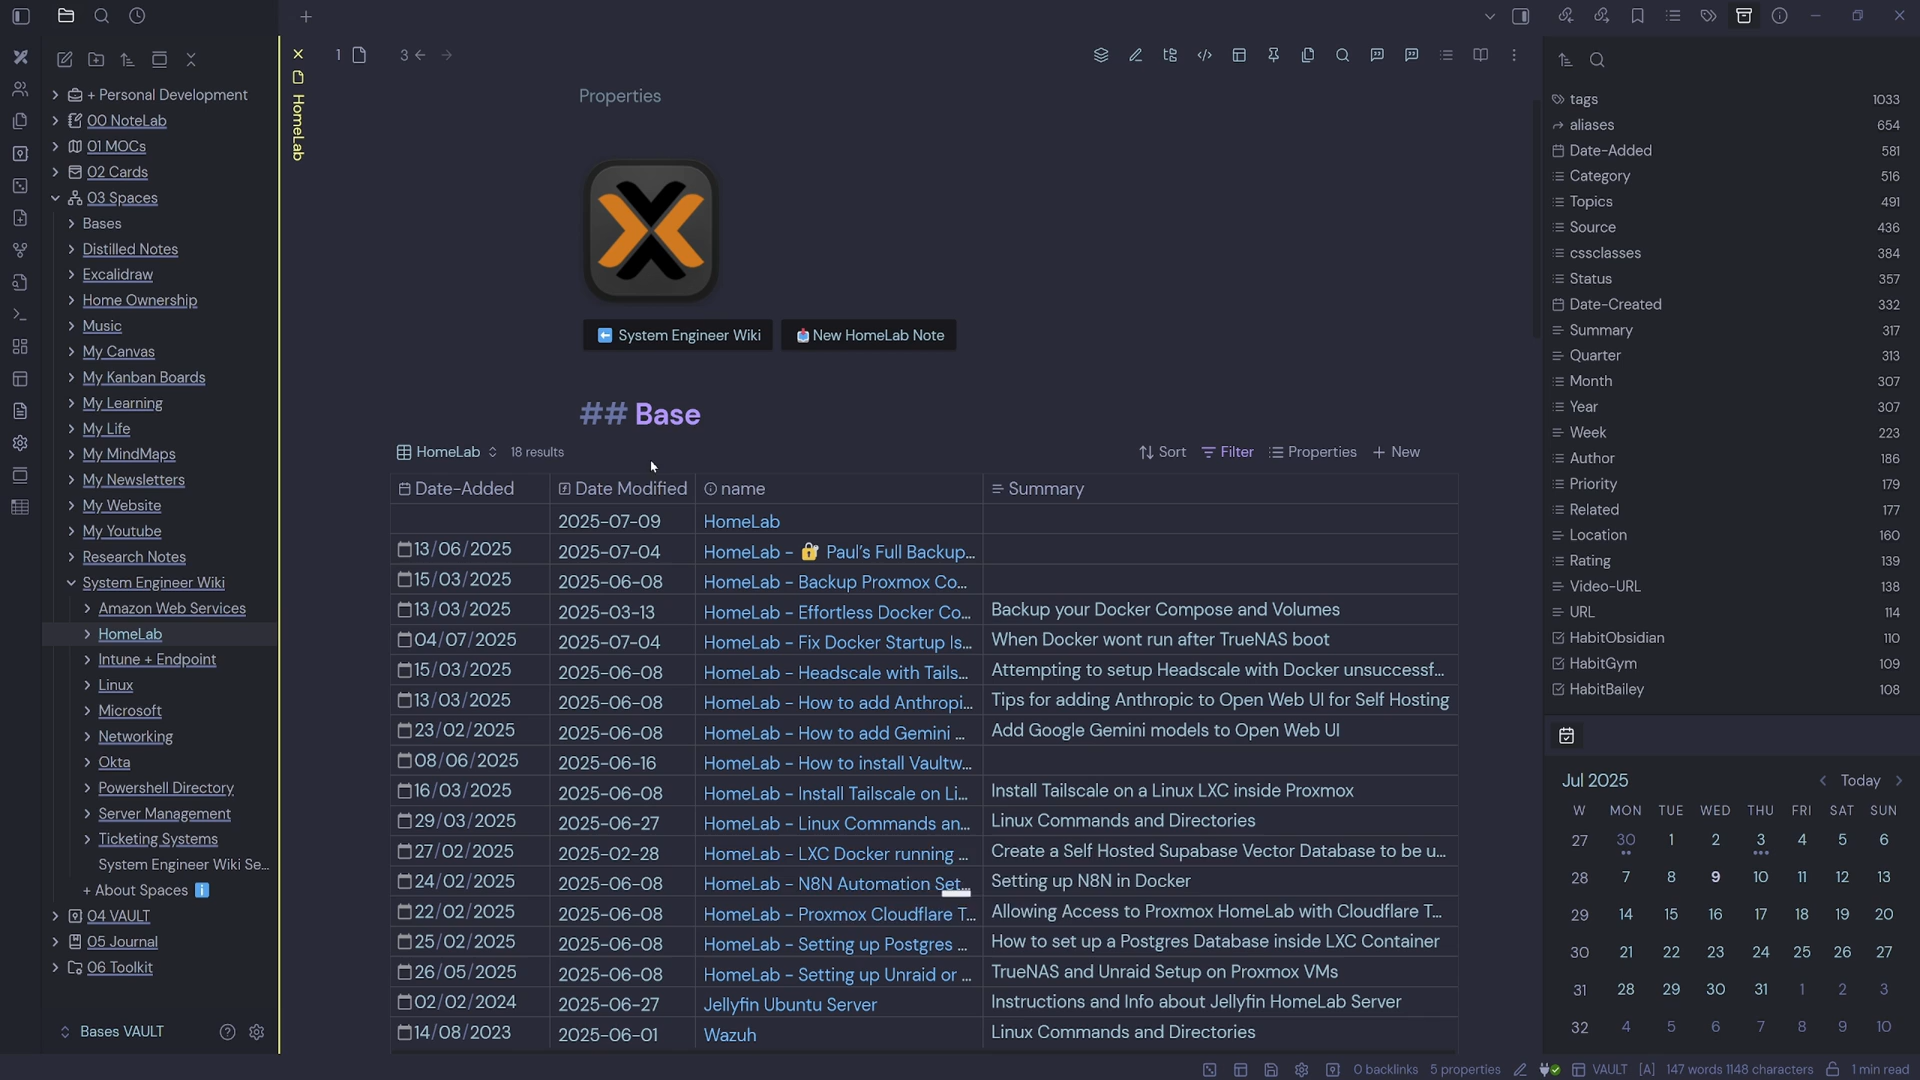 + Personal Development
00 NoteLab
01 MOCs
02 Cards
03 Spaces
Bases
Distilled Notes
Excalidraw
Home Ownership
Music
My Canvas
My Kanban Boards
My Learning
My Life
My MindMaps
My Newsletters
My Website
My Youtube
Research Notes
System Engineer Wiki
Amazon Web Services
HomeLab
Intune + Endpoint
Linux
Microsoft
Networking
Okta
Powershell Directory
Server Management
Ticketing Systems
System Engineer Wiki Se...
+ About Spaces ℹ️
04 VAULT
05 Journal
06 Toolkit
Bases VAULT
HomeLab
1
3
Properties
System Engineer Wiki
New HomeLab Note
## Base
HomeLab 18 results Sort Filter Properties + New
Date-Added Date Modified name Summary
2025-07-09 HomeLab
13/06/2025 2025-07-04 HomeLab - 🔐 Paul's Full Backup...
15/03/2025 2025-06-08 HomeLab - Backup Proxmox Co...
13/03/2025 2025-03-13 HomeLab - Effortless Docker Co... Backup your Docker Compose and Volumes
04/07/2025 2025-07-04 HomeLab - Fix Docker Startup Is... When Docker wont run after TrueNAS boot
15/03/2025 2025-06-08 HomeLab - Headscale with Tails... Attempting to setup Headscale with Docker unsuccessf...
13/03/2025 2025-06-08 HomeLab - How to add Anthropi... Tips for adding Anthropic to Open Web UI for Self Hosting
23/02/2025 2025-06-08 HomeLab - How to add Gemini ... Add Google Gemini models to Open Web UI
08/06/2025 2025-06-16 HomeLab - How to install Vaultw...
16/03/2025 2025-06-08 HomeLab - Install Tailscale on Li... Install Tailscale on a Linux LXC inside Proxmox
29/03/2025 2025-06-27 HomeLab - Linux Commands an... Linux Commands and Directories
27/02/2025 2025-02-28 HomeLab - LXC Docker running ... Create a Self Hosted Supabase Vector Database to be u...
24/02/2025 2025-06-08 HomeLab - N8N Automation Set... Setting up N8N in Docker
22/02/2025 2025-06-08 HomeLab - Proxmox Cloudflare T... Allowing Access to Proxmox HomeLab with Cloudflare T...
25/02/2025 2025-06-08 HomeLab - Setting up Postgres ... How to set up a Postgres Database inside LXC Container
26/05/2025 2025-06-08 HomeLab - Setting up Unraid or ... TrueNAS and Unraid Setup on Proxmox VMs
02/02/2024 2025-06-27 Jellyfin Ubuntu Server Instructions and Info about Jellyfin HomeLab Server
14/08/2023 2025-06-01 Wazuh Linux Commands and Directories
tags 1033
aliases 654
Date-Added 581
Category 516
Topics 491
Source 436
cssclasses 384
Status 357
Date-Created 332
Summary 317
Quarter 313
Month 307
Year 307
Week 223
Author 186
Priority 179
Related 177
Location 160
Rating 139
Video-URL 138
URL 114
HabitObsidian 110
HabitGym 109
HabitBailey 108
Jul 2025 Today
W MON TUE WED THU FRI SAT SUN
27 30 1 2 3 4 5 6
28 7 8 9 10 11 12 13
29 14 15 16 17 18 19 20
30 21 22 23 24 25 26 27
31 28 29 30 31 1 2 3
32 4 5 6 7 8 9 10
0 backlinks 5 properties VAULT [A] 147 words 1148 characters 1 min read